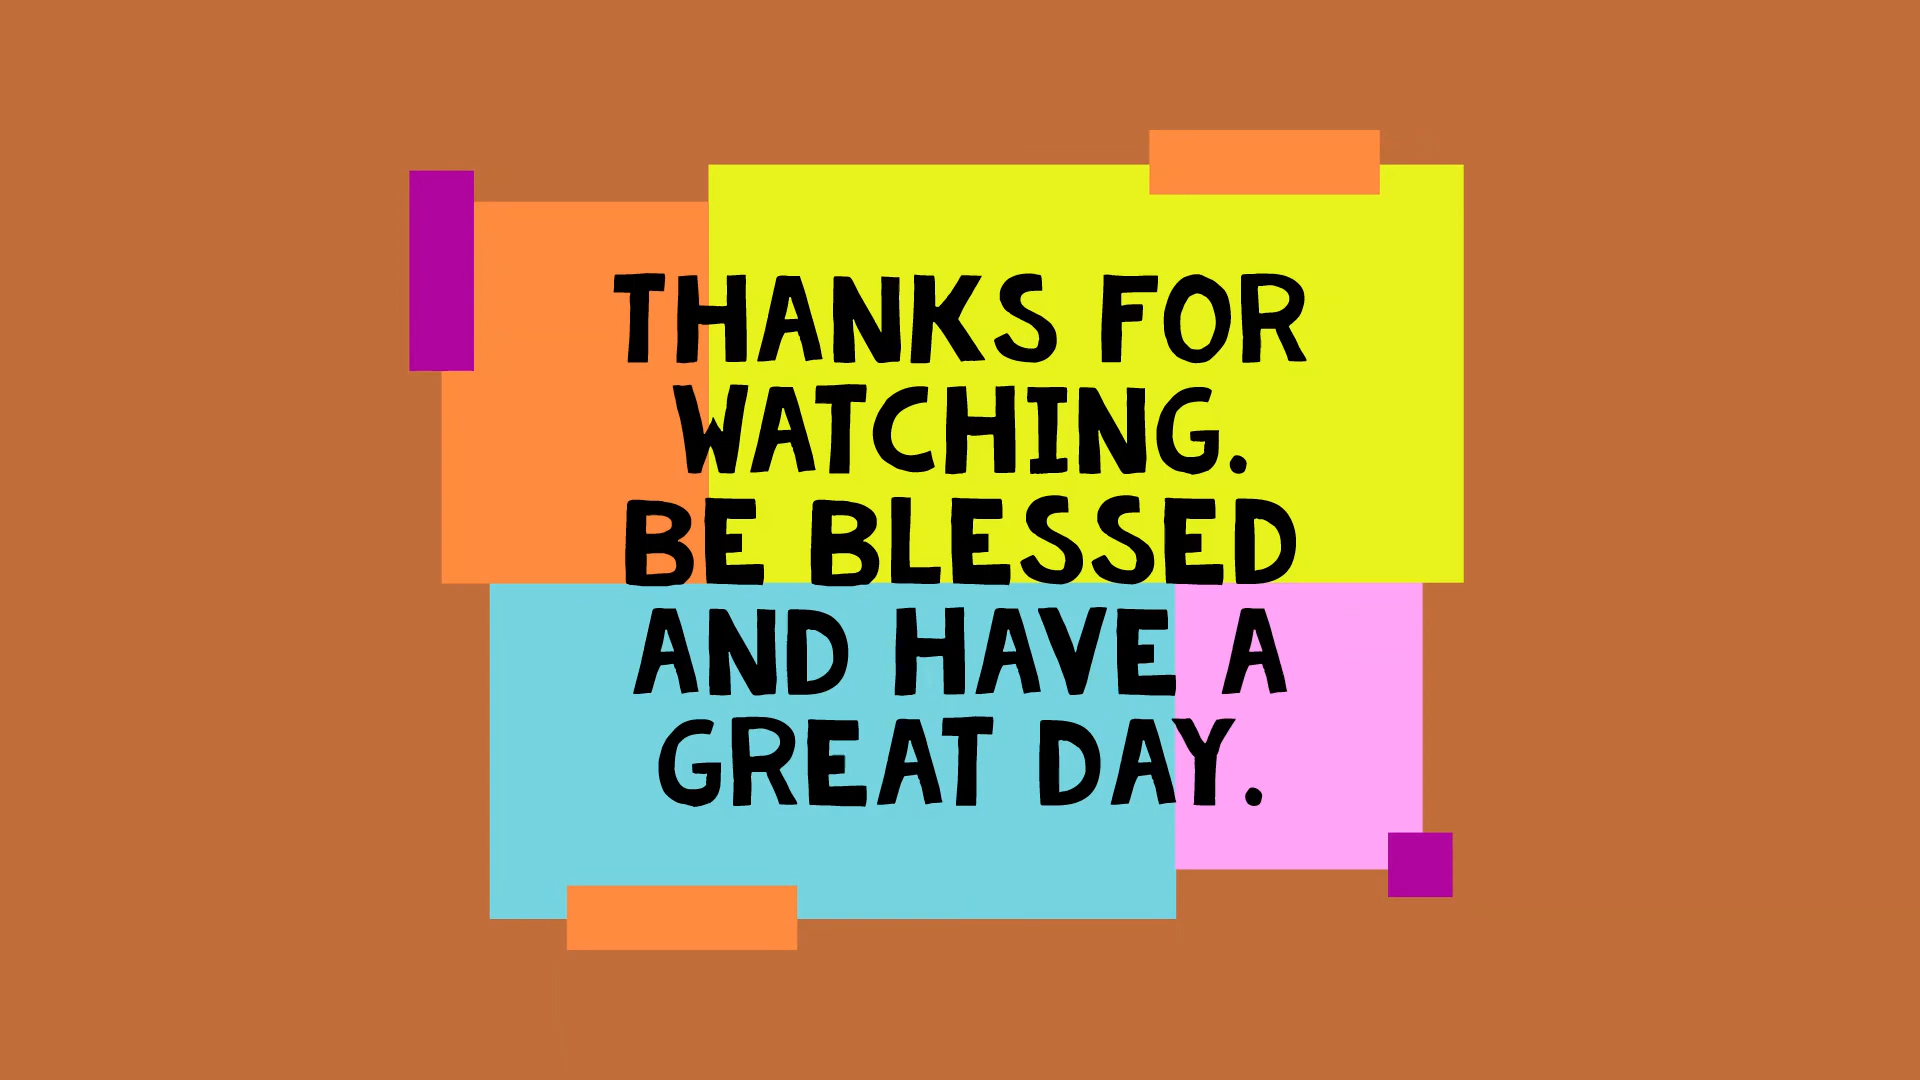 THANKS FOR
WATCHING.
BE BLESSED
AND HAVE A
GREAT DAY.